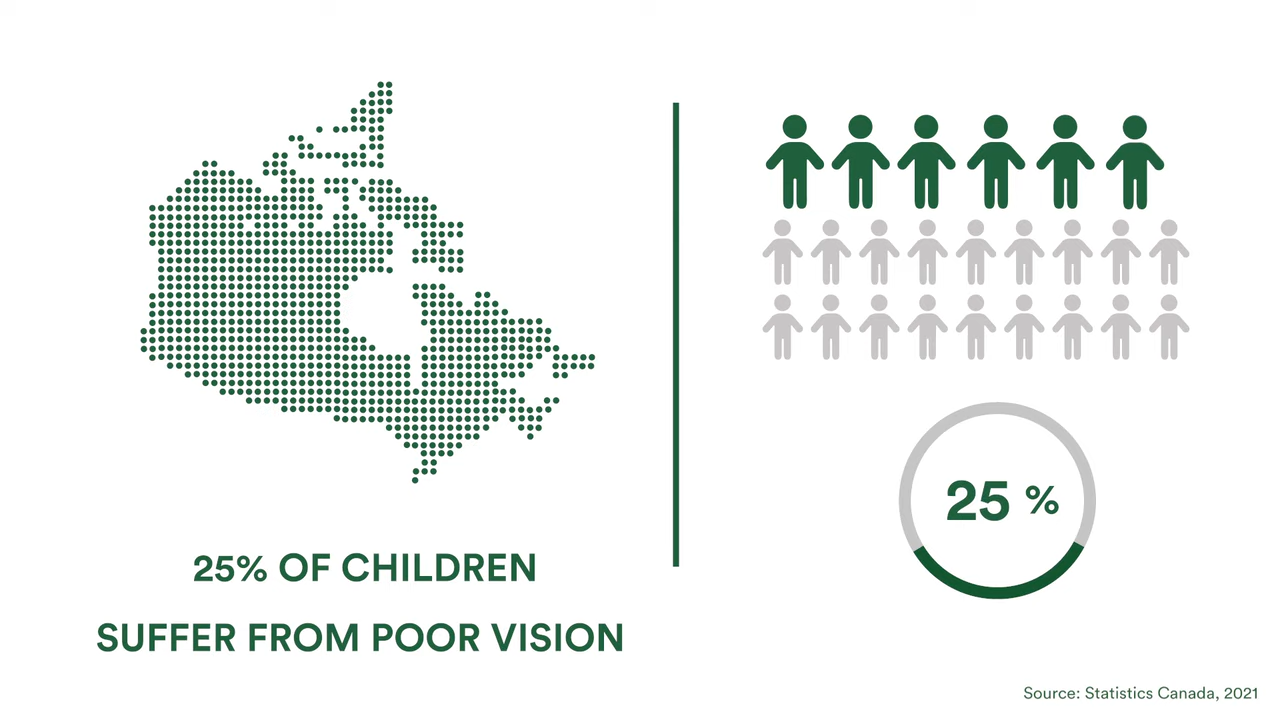 25% OF CHILDREN
SUFFER FROM POOR VISION
25 %
Source: Statistics Canada, 2021